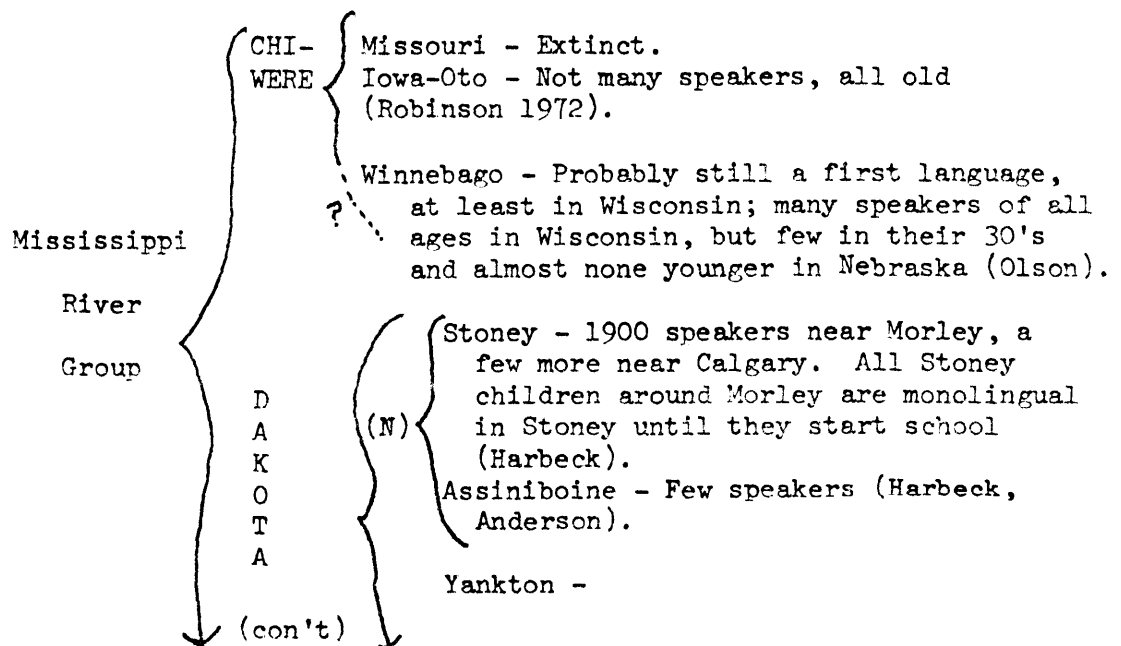 CHI-
WERE
Missouri - Extinct.
Iowa-Oto - Not many speakers, all old
(Robinson 1972).
?
Winnebago - Probably still a first language,
at least in Wisconsin; many speakers of all
ages in Wisconsin, but few in their 30's
and almost none younger in Nebraska (Olson).
Mississippi
River
Group
D
A
K
O
T
A
(con't)
(N)
Stoney - 1900 speakers near Morley, a
few more near Calgary. All Stoney
children around Morley are monolingual
in Stoney until they start school
(Harbeck).
Assiniboine - Few speakers (Harbeck,
Anderson).
Yankton -